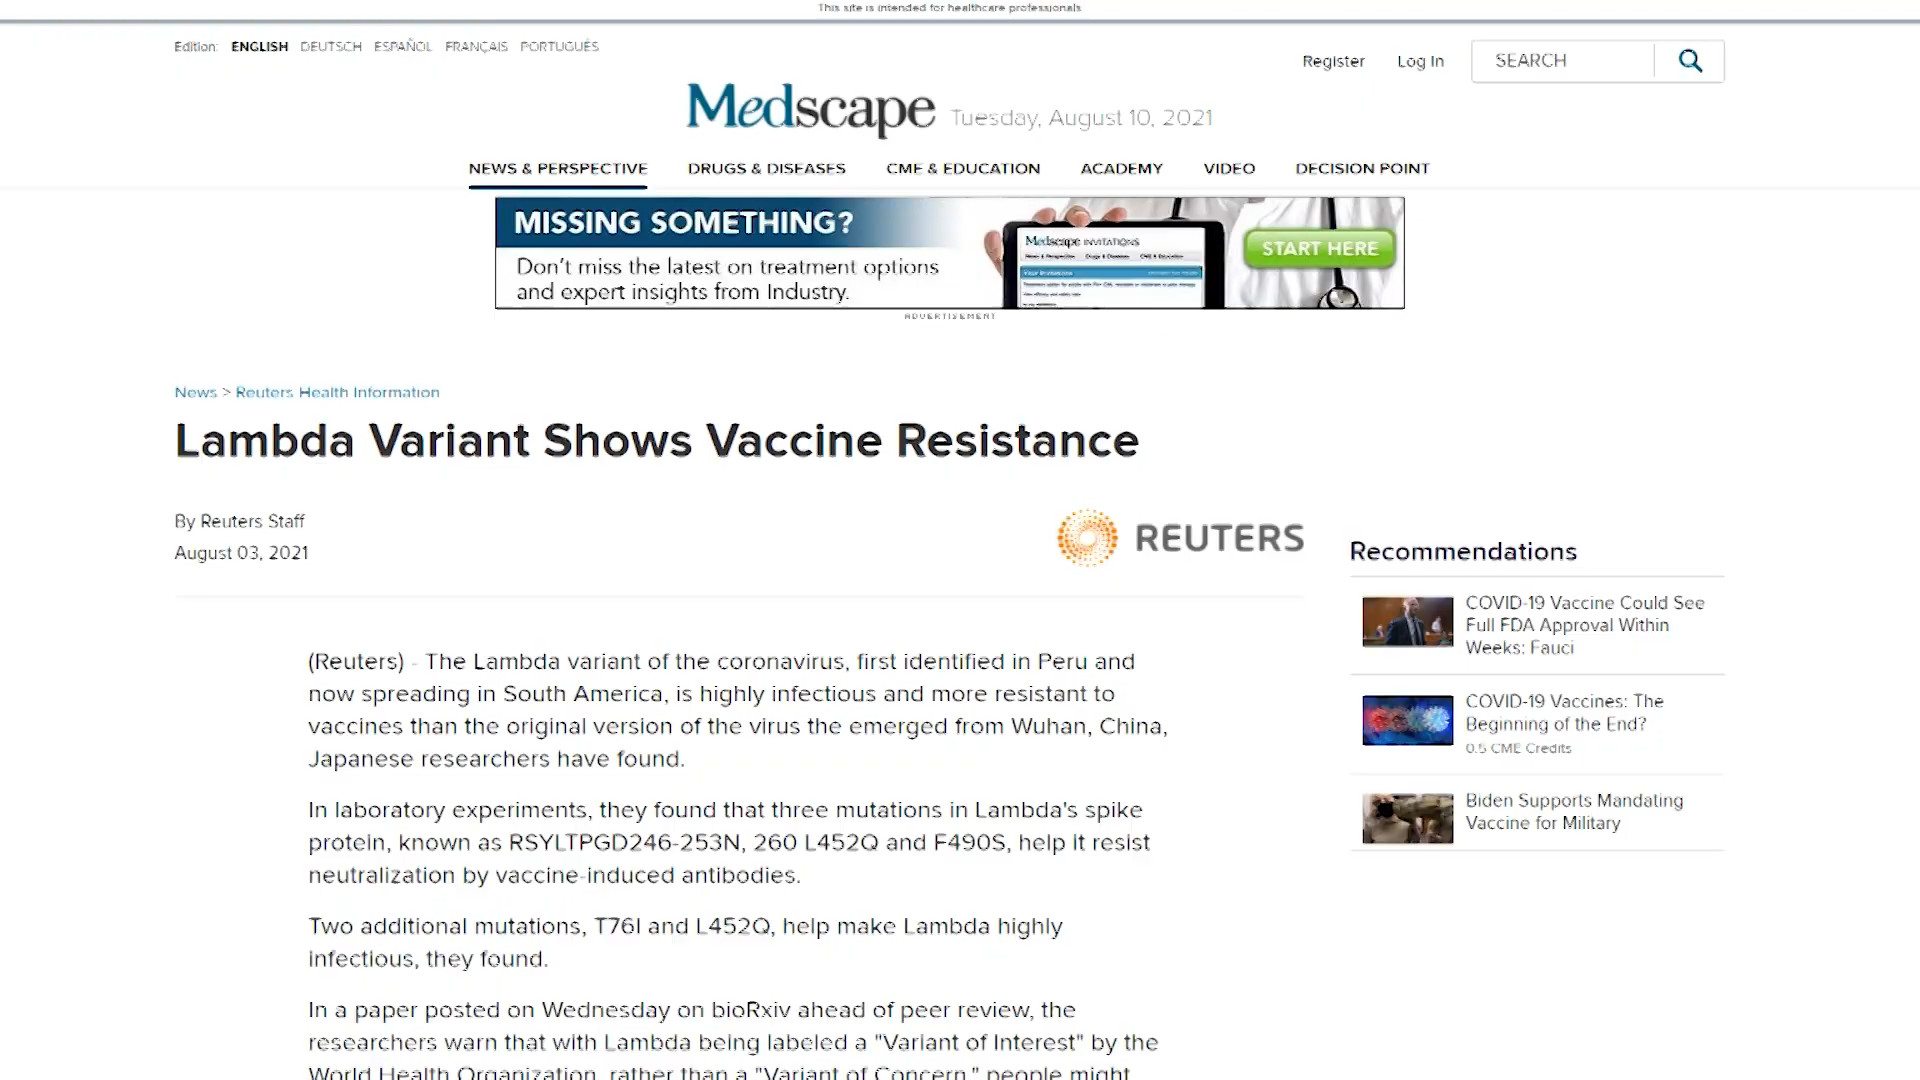 This site is intended for healthcare professionals
Edition: ENGLISH DEUTSCH ESPAÑOL FRANÇAIS PORTUGUÊS
Register Log In SEARCH
Medscape Tuesday, August 10, 2021
NEWS & PERSPECTIVE DRUGS & DISEASES CME & EDUCATION ACADEMY VIDEO DECISION POINT
MISSING SOMETHING?
Don't miss the latest on treatment options
and expert insights from Industry.
Medscape INVITATIONS
News & Perspective Drugs & Diseases CME & Education
Your Invitations
START HERE
ADVERTISEMENT
News > Reuters Health Information
Lambda Variant Shows Vaccine Resistance
By Reuters Staff
August 03, 2021
REUTERS
(Reuters) - The Lambda variant of the coronavirus, first identified in Peru and
now spreading in South America, is highly infectious and more resistant to
vaccines than the original version of the virus the emerged from Wuhan, China,
Japanese researchers have found.
In laboratory experiments, they found that three mutations in Lambda's spike
protein, known as RSYLTPGD246-253N, 260 L452Q and F490S, help it resist
neutralization by vaccine-induced antibodies.
Two additional mutations, T76I and L452Q, help make Lambda highly
infectious, they found.
In a paper posted on Wednesday on bioRxiv ahead of peer review, the
researchers warn that with Lambda being labeled a "Variant of Interest" by the
World Health Organization, rather than a "Variant of Concern," people might
Recommendations
COVID-19 Vaccine Could See
Full FDA Approval Within
Weeks: Fauci
COVID-19 Vaccines: The
Beginning of the End?
0.5 CME Credits
Biden Supports Mandating
Vaccine for Military